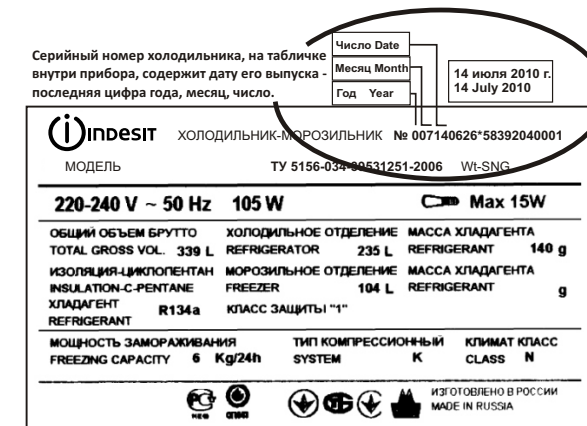 Серийный номер холодильника, на табличке
внутри прибора, содержит дату его выпуска -
последняя цифра года, месяц, число.
Число Date
Месяц Month
Год Year
14 июля 2010 г.
14 July 2010
INDESIT ХОЛОДИЛЬНИК-МОРОЗИЛЬНИК № 007140626*58392040001
МОДЕЛЬ ТУ 5156-034-39531251-2006 Wt-SNG
220-240 V ~ 50 Hz 105 W Max 15W
ОБЩИЙ ОБЪЕМ БРУТТО ХОЛОДИЛЬНОЕ ОТДЕЛЕНИЕ МАССА ХЛАДАГЕНТА
TOTAL GROSS VOL. 339 L REFRIGERATOR 235 L REFRIGERANT 140 g
ИЗОЛЯЦИЯ-ЦИКЛОПЕНТАН МОРОЗИЛЬНОЕ ОТДЕЛЕНИЕ МАССА ХЛАДАГЕНТА
INSULATION-C-PENTANE FREEZER 104 L REFRIGERANT g
ХЛАДАГЕНТ R134a КЛАСС ЗАЩИТЫ "1"
REFRIGERANT
МОЩНОСТЬ ЗАМОРАЖИВАНИЯ ТИП КОМПРЕССИОННЫЙ КЛИМАТ КЛАСС
FREEZING CAPACITY 6 Kg/24h SYSTEM K CLASS N
ИЗГОТОВЛЕНО В РОССИИ
MADE IN RUSSIA